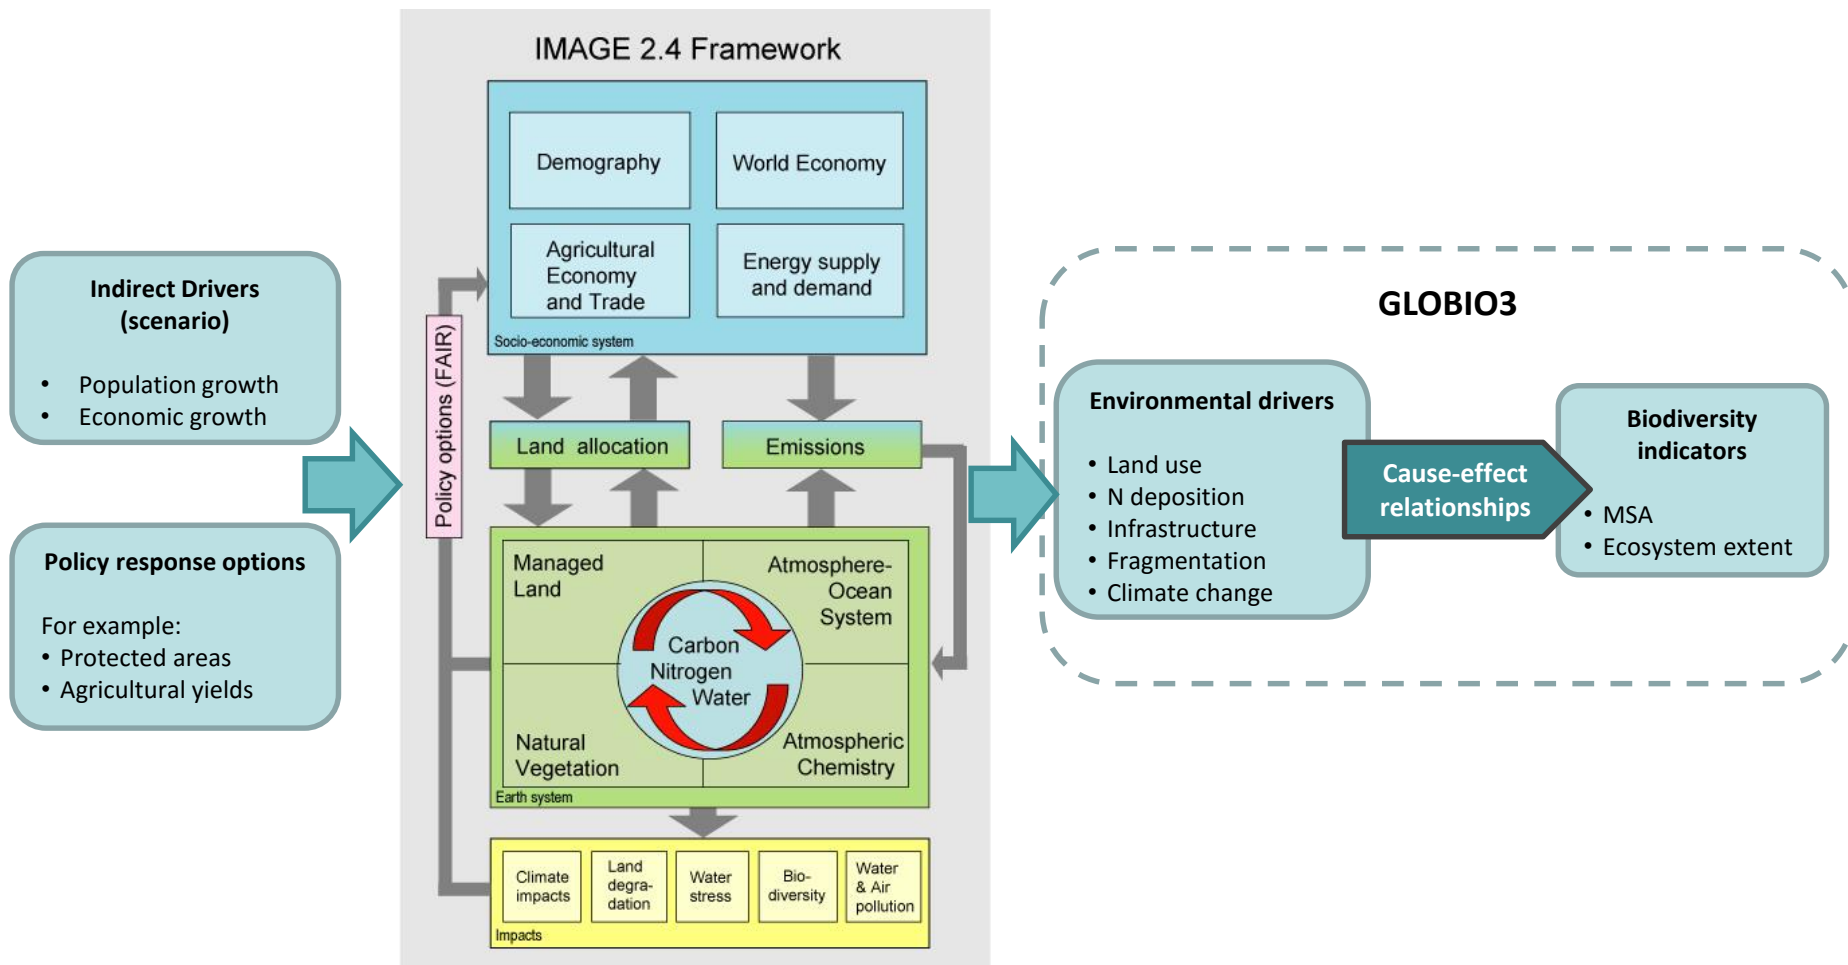 IMAGE 2.4 Framework
Indirect Drivers
(scenario)
• Population growth
• Economic growth
Policy response options
For example:
• Protected areas
• Agricultural yields
Policy options (FAIR)
Demography
World Economy
Agricultural
Economy
and Trade
Energy supply
and demand
Socio-economic system
Land allocation
Emissions
Managed
Land
Atmosphere-
Ocean
System
Carbon
Nitrogen
Water
Natural
Vegetation
Atmospheric
Chemistry
Earth system
Climate
impacts
Land
degra-
dation
Water
stress
Bio-
diversity
Water
& Air
pollution
Impacts
GLOBIO3
Environmental drivers
• Land use
• N deposition
• Infrastructure
• Fragmentation
• Climate change
Cause-effect
relationships
Biodiversity
indicators
• MSA
• Ecosystem extent